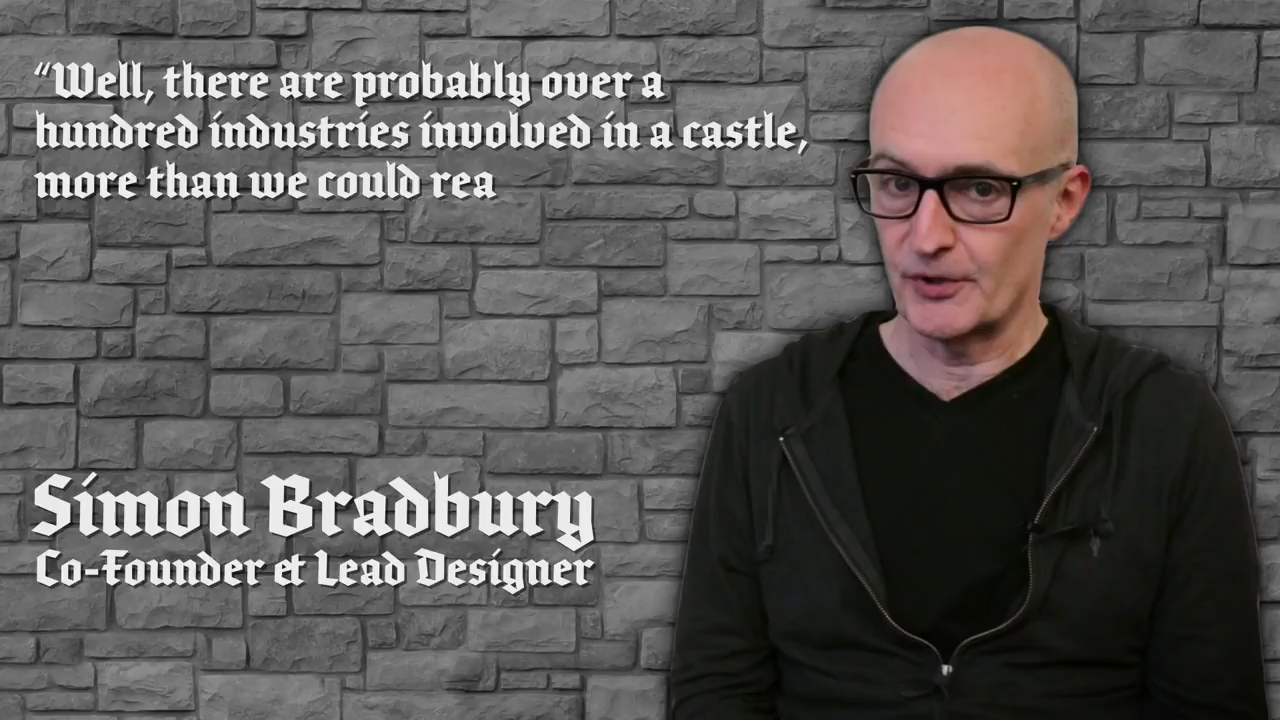 “Well, there are probably over a
hundred industries involved in a castle,
more than we could rea
Simon Bradbury
Co-Founder & Lead Designer